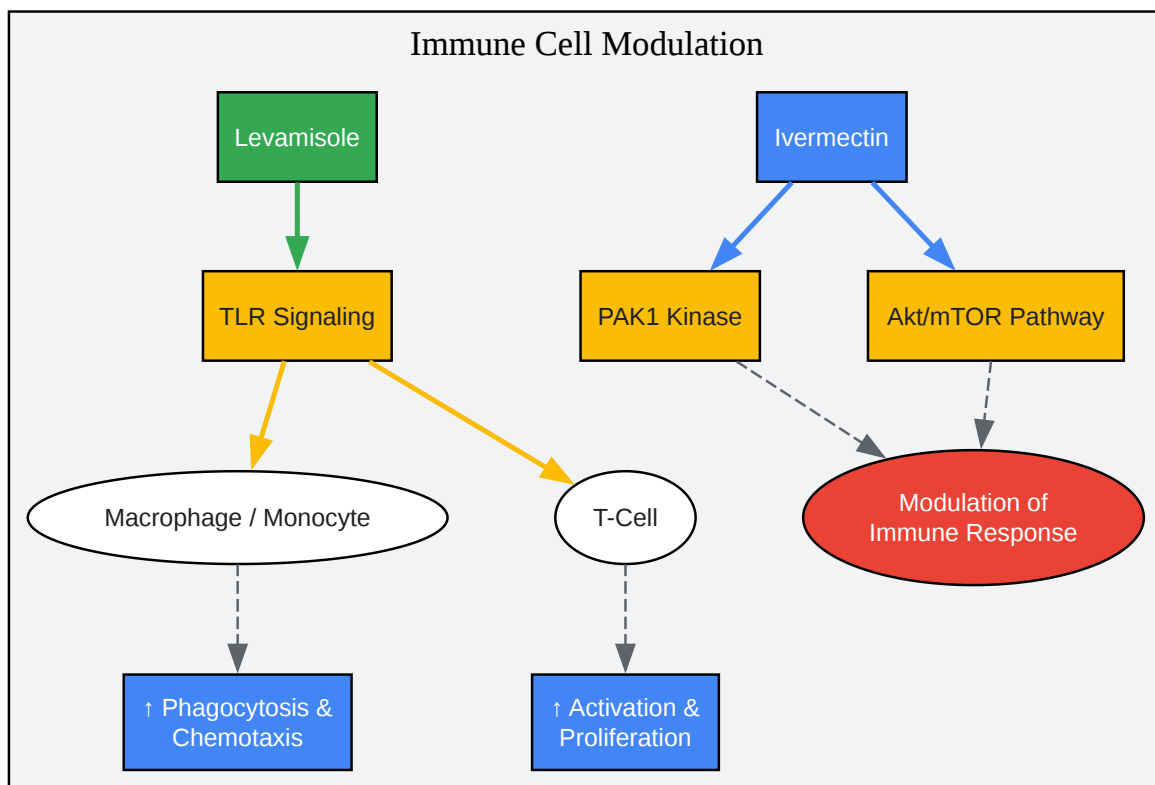 Immune Cell Modulation
Levamisole
Ivermectin
TLR Signaling
PAK1 Kinase
Akt/mTOR Pathway
Macrophage / Monocyte
T-Cell
Modulation of
Immune Response
↑ Phagocytosis &
Chemotaxis
↑ Activation &
Proliferation